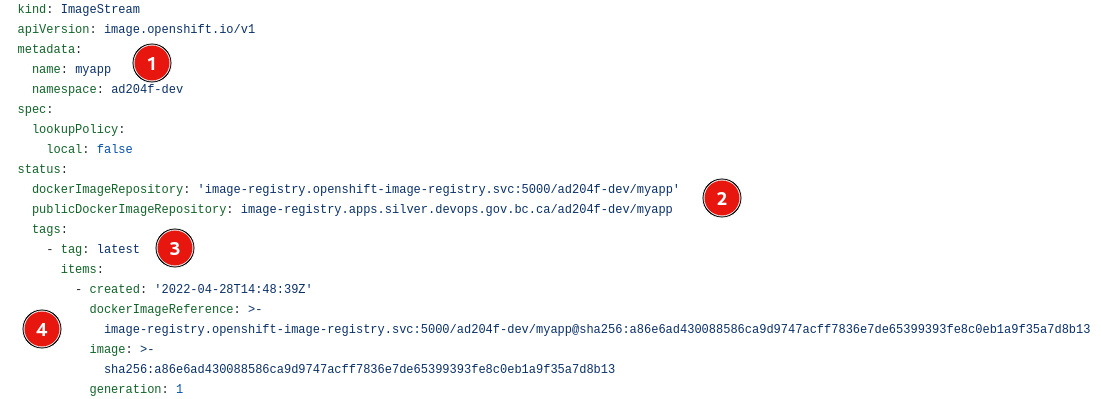 kind: ImageStream
apiVersion: image.openshift.io/v1
metadata:
1
name: myapp
namespace: ad204f-dev
spec:
lookupPolicy:
local: false
status:
dockerImageRepository: 'image-registry.openshift-image-registry.svc:5000/ad204f-dev/myapp'
2
publicDockerImageRepository: image-registry.apps.silver.devops.gov.bc.ca/ad204f-dev/myapp
tags:
- tag: latest
3
items:
- created: '2022-04-28T14:48:39Z'
dockerImageReference: >-
4
image-registry.openshift-image-registry.svc:5000/ad204f-dev/myapp@sha256:a86e6ad430088586ca9d9747acff7836e7de65399393fe8c0eb1a9f35a7d8b13
image: >-
sha256:a86e6ad430088586ca9d9747acff7836e7de65399393fe8c0eb1a9f35a7d8b13
generation: 1